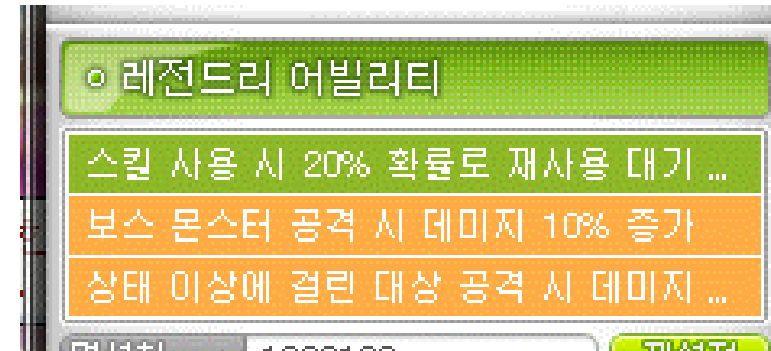 레전드리 어빌리티
스킬 사용 시 20% 확률로 재사용 대기 ...
보스 몬스터 공격 시 데미지 10% 증가
상태 이상에 걸린 대상 공격 시 데미지 ...